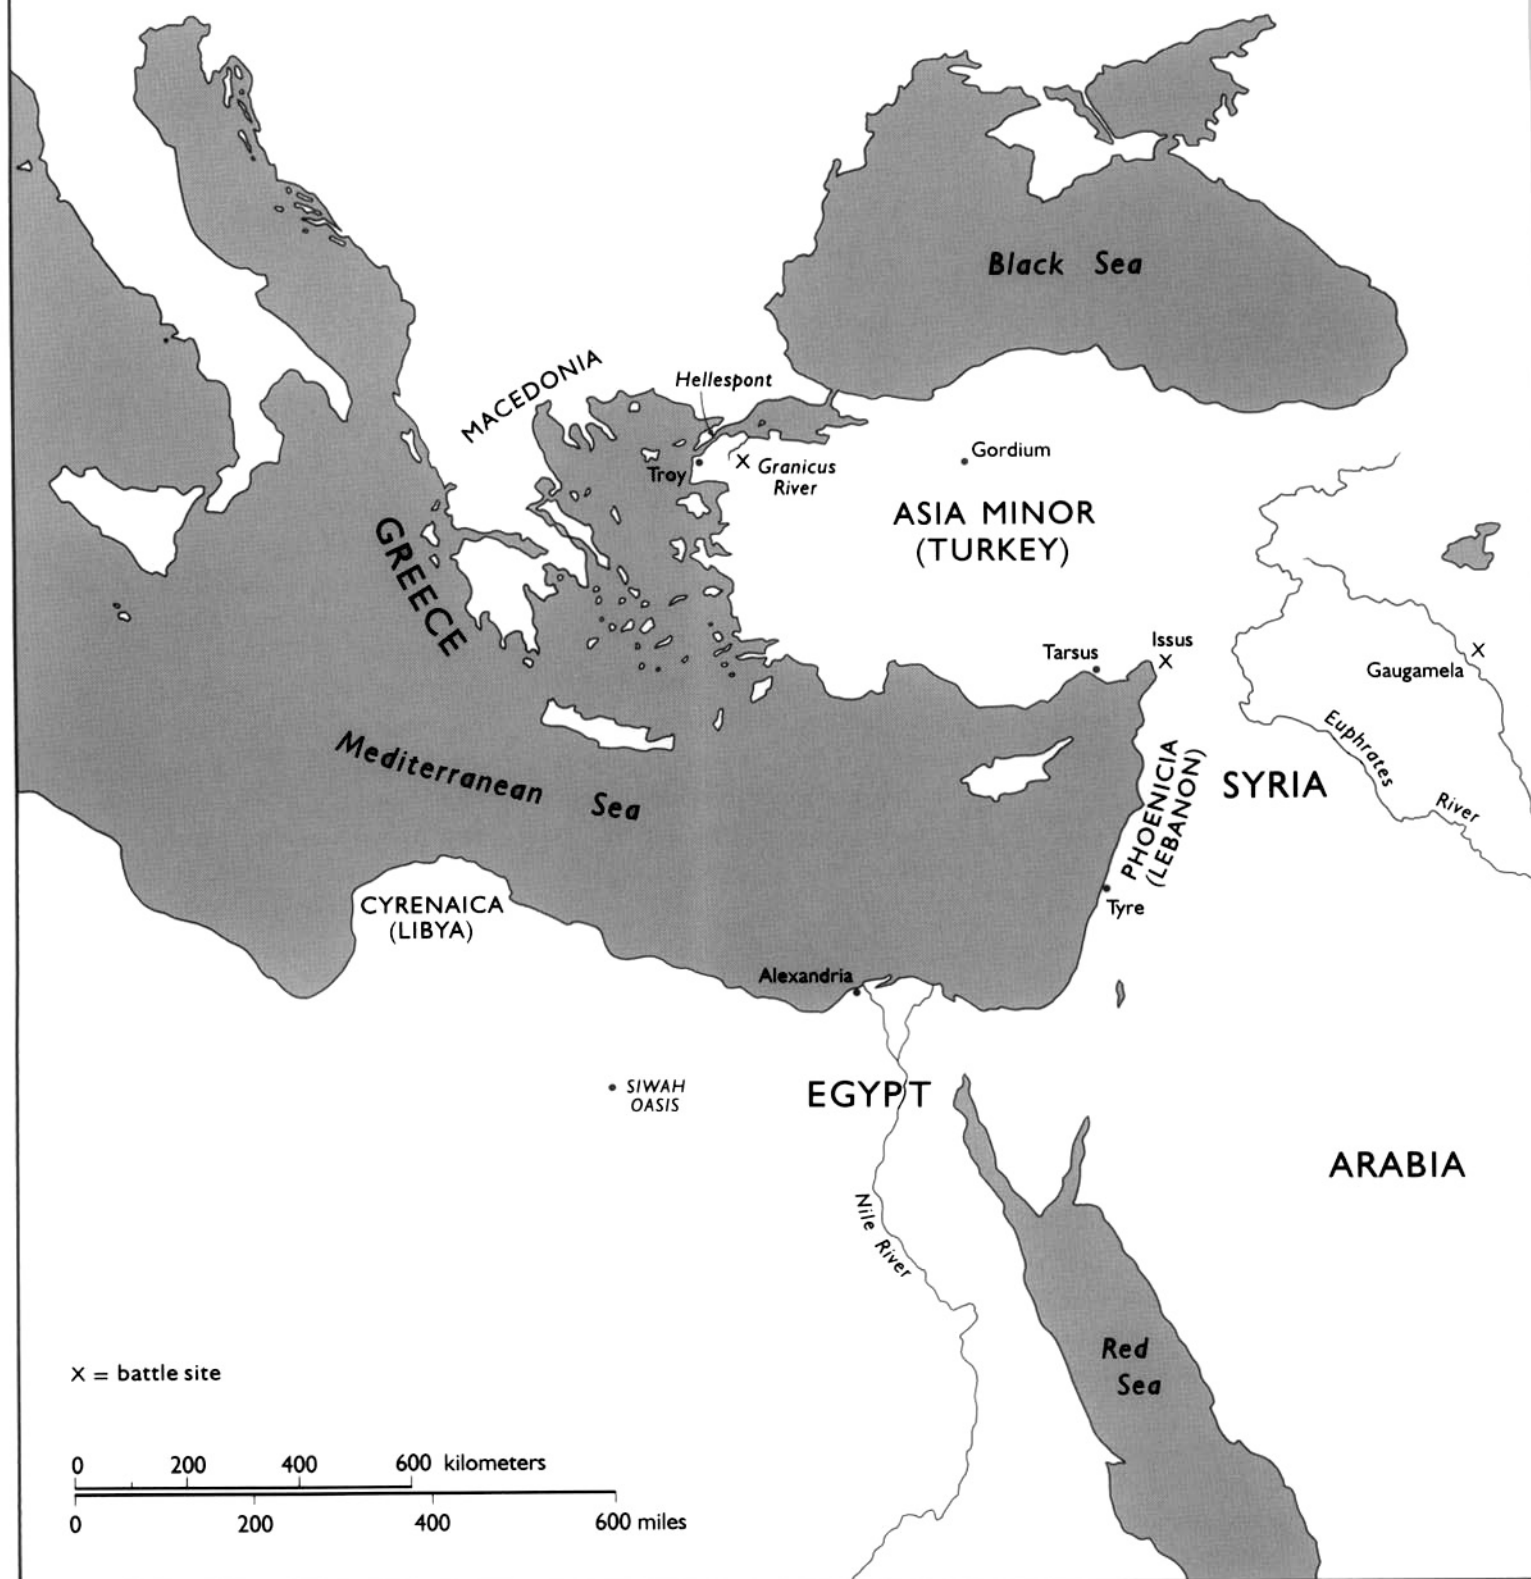 Black Sea
MACEDONIA
Hellespont
Troy
Granicus
River
Gordium
ASIA MINOR
(TURKEY)
GREECE
Tarsus
Issus
Gaugamela
Mediterranean Sea
Euphrates River
SYRIA
PHOENICIA
(LEBANON)
Tyre
CYRENAICA
(LIBYA)
Alexandria
SIWAH
OASIS
EGYPT
ARABIA
Nile River
Red
Sea
X = battle site
0 200 400 600 kilometers
0 200 400 600 miles